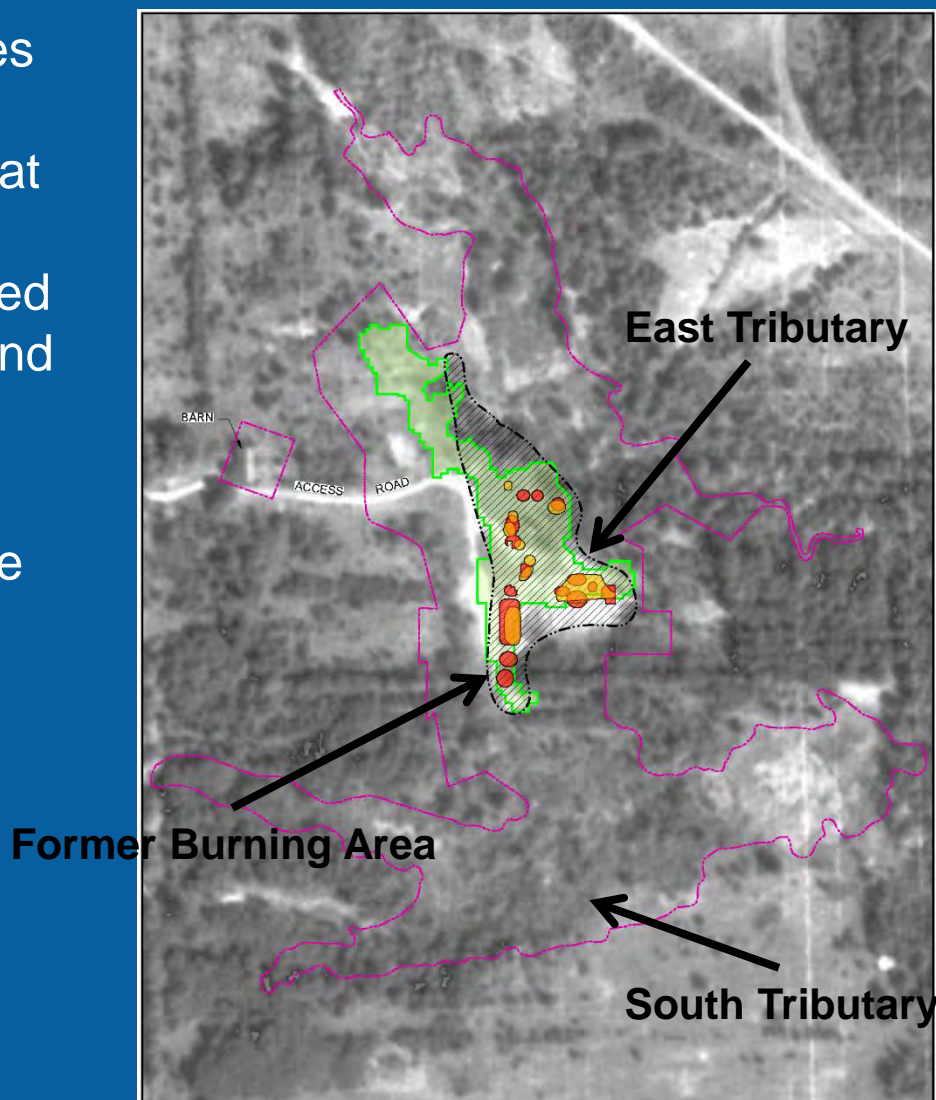 es
at
ed
nd
e
East Tributary
BARN
ACCESS ROAD
Former Burning Area
South Tributary